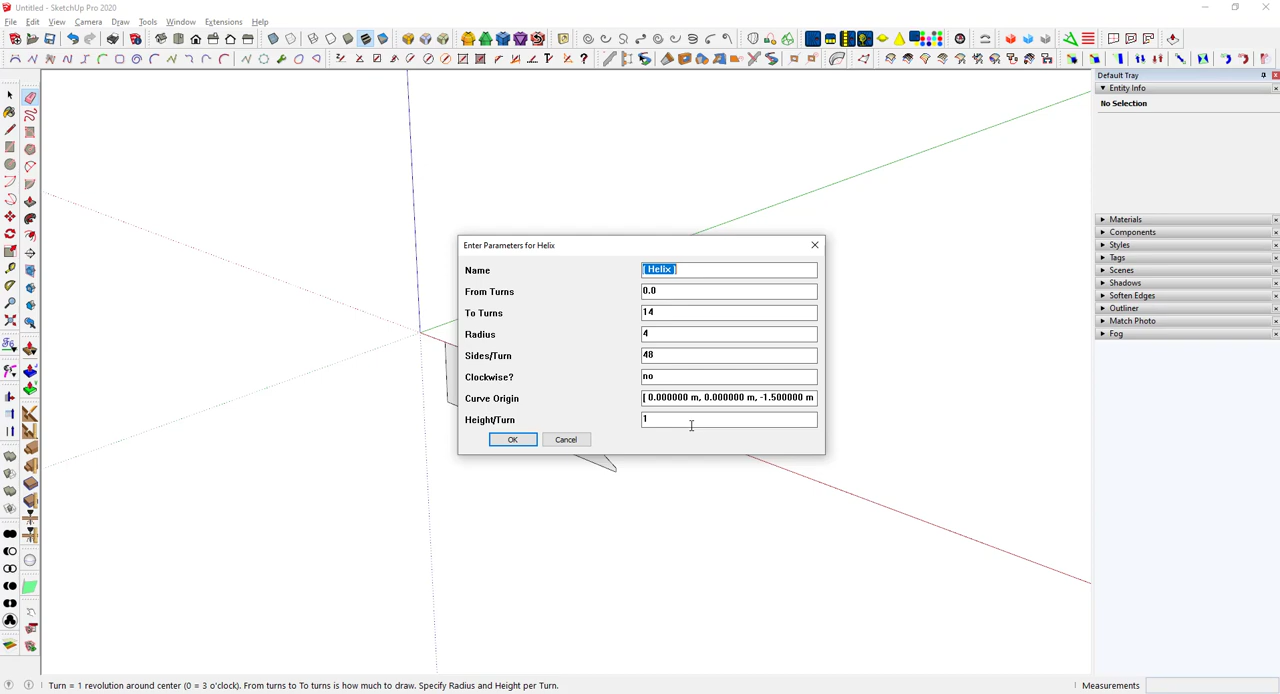 Untitled - SketchUp Pro 2020
File Edit View Camera Draw Tools Window Extensions Help
Default Tray
Entity Info
No Selection
Materials
Components
Styles
Tags
Scenes
Shadows
Soften Edges
Outliner
Match Photo
Fog
Enter Parameters for Helix
Name [ Helix ]
From Turns 0.0
To Turns 14
Radius 4
Sides/Turn 48
Clockwise? no
Curve Origin [ 0.000000 m, 0.000000 m, -1.500000 m
Height/Turn 1
OK Cancel
Turn = 1 revolution around center (0 = 3 o'clock). From turns to To turns is how much to draw. Specify Radius and Height per Turn.
Measurements